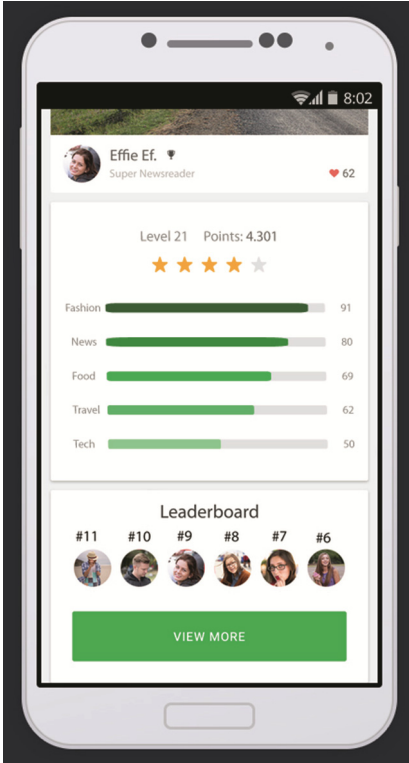 8:02
Effie Ef.
Super Newsreader
62
Level 21 Points: 4.301
Fashion 91
News 80
Food 69
Travel 62
Tech 50
Leaderboard
#11 #10 #9 #8 #7 #6
VIEW MORE